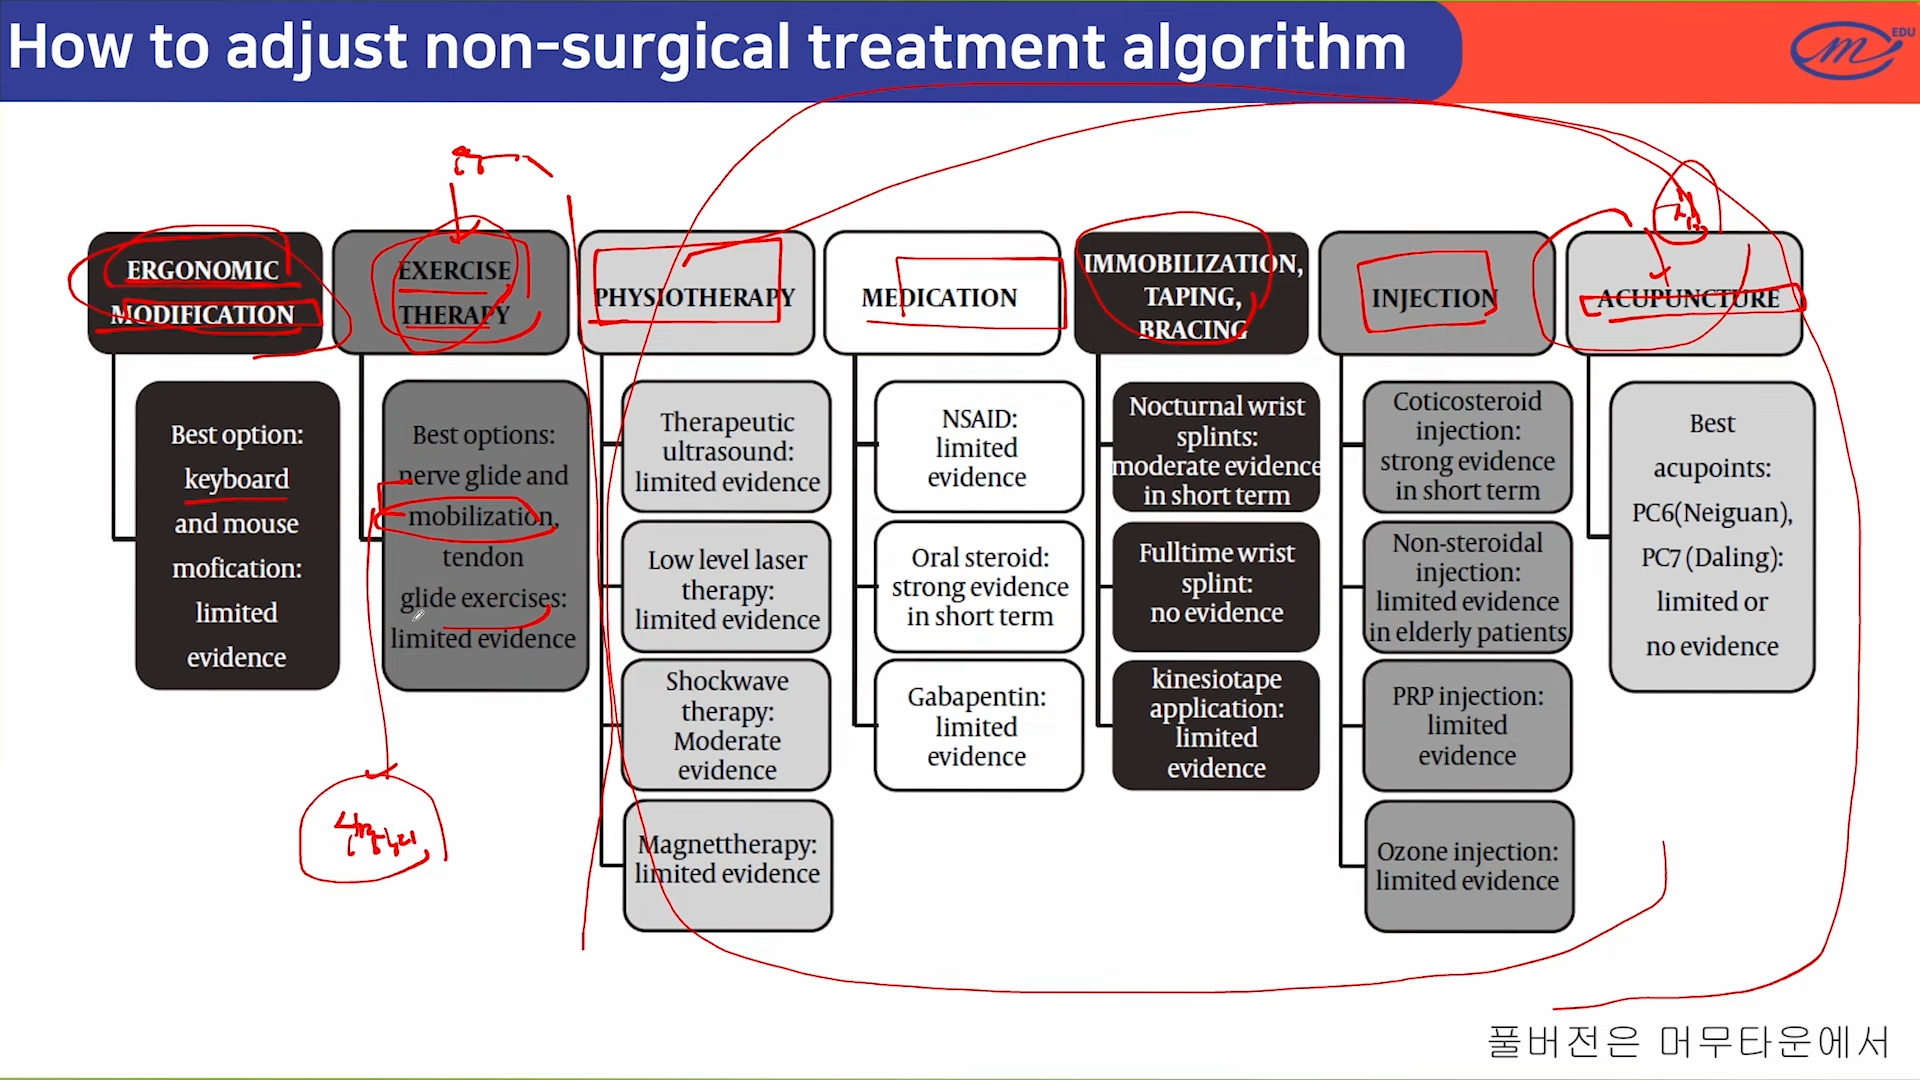 How to adjust non-surgical treatment algorithm
EDU
ERGONOMIC
MODIFICATION
Best option:
keyboard
and mouse
mofication:
limited
evidence
EXERCISE
THERAPY
Best options:
nerve glide and
mobilization,
tendon
glide exercises:
limited evidence
PHYSIOTHERAPY
Therapeutic
ultrasound:
limited evidence
Low level laser
therapy:
limited evidence
Shockwave
therapy:
Moderate
evidence
Magnettherapy:
limited evidence
MEDICATION
NSAID:
limited
evidence
Oral steroid:
strong evidence
in short term
Gabapentin:
limited
evidence
IMMOBILIZATION,
TAPING,
BRACING
Nocturnal wrist
splints:
moderate evidence
in short term
Fulltime wrist
splint:
no evidence
kinesiotape
application:
limited
evidence
INJECTION
Coticosteroid
injection:
strong evidence
in short term
Non-steroidal
injection:
limited evidence
in elderly patients
PRP injection:
limited
evidence
Ozone injection:
limited evidence
ACUPUNCTURE
Best
acupoints:
PC6(Neiguan),
PC7 (Daling):
limited or
no evidence
풀버전은 머무타운에서